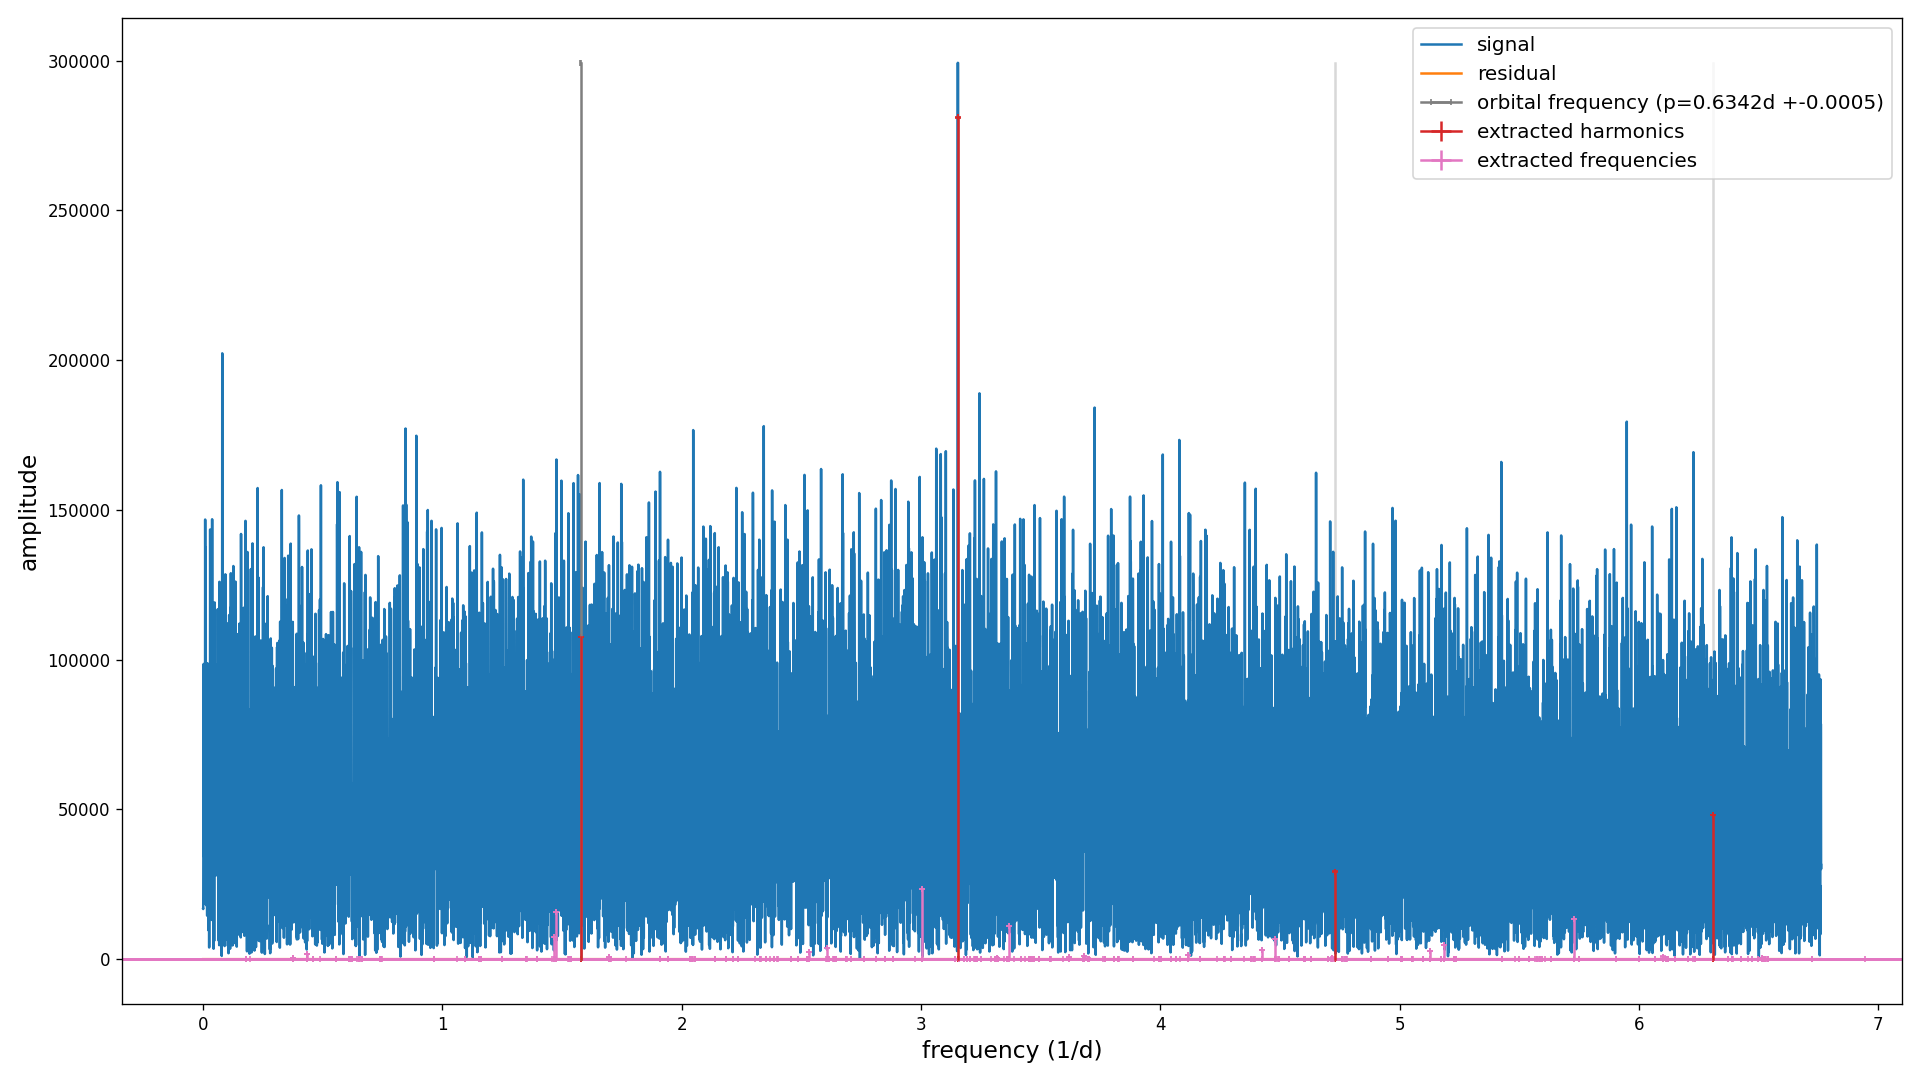 signal
residual
orbital frequency (p=0.6342d +-0.0005)
extracted harmonics
extracted frequencies
300000
250000
200000
150000
100000
50000
0
amplitude
0 1 2 3 4 5 6 7
frequency (1/d)